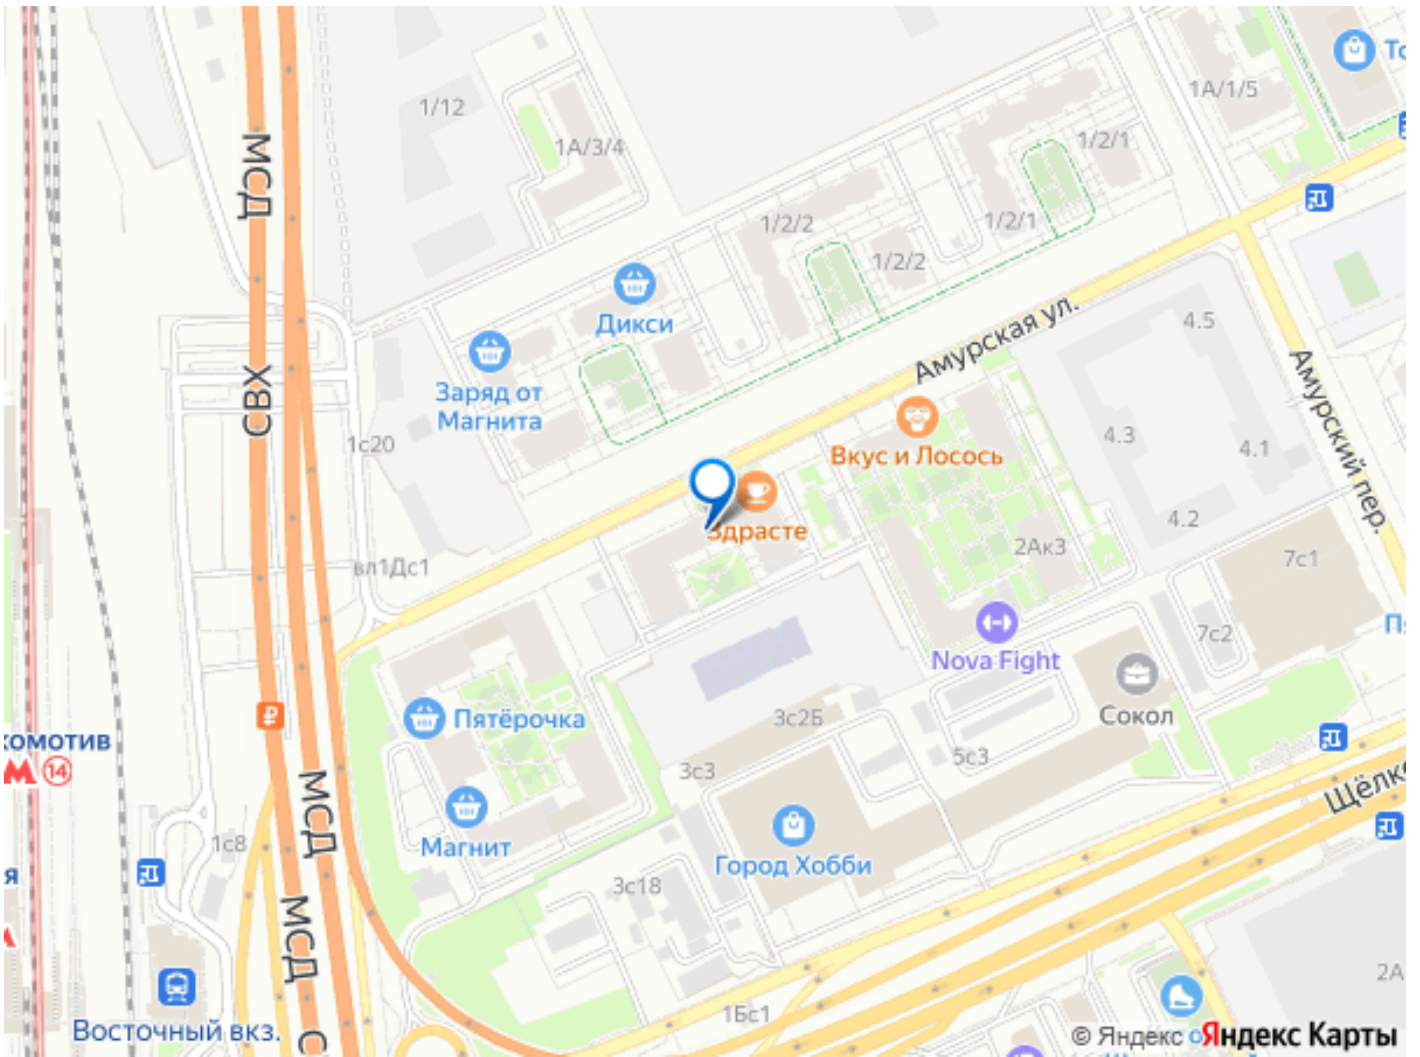 То
1А/1/5
1/12
1А/3/4
1/2/1
МСД
1/2/2
1/2/1
1/2/2
Дикси
Амурская ул.
4.5
СВХ
Заряд от
Магнита
Амурский пер.
1с20
4.3
4.1
Вкус и Лосось
4.2
Здрасте
2Ак3
7с1
вл1Дс1
7с2
Nova Fight
Пятёрочка
3с2Б
Сокол
комотив
14
3с3
5с3
Щёлк
МСД
1с8
Магнит
Город Хобби
я
3с18
МСД
2А
1Бс1
Восточный вкз.
© Яндекс
Яндекс Карты